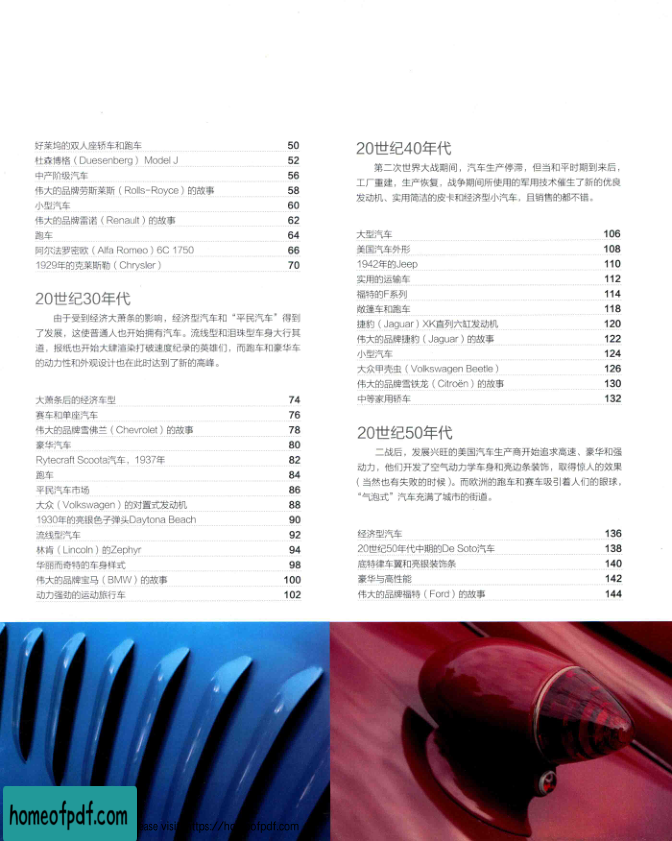 好莱坞的双人座轿车和跑车 50
杜森博格（Duesenberg）Model J 52
中产阶级汽车 56
伟大的品牌劳斯莱斯（Rolls-Royce）的故事 58
小型汽车 60
伟大的品牌雷诺（Renault）的故事 62
跑车 64
阿尔法罗密欧（Alfa Romeo）6C 1750 66
1929年的克莱斯勒（Chrysler） 70
20世纪30年代
由于受到经济大萧条的影响，经济型汽车和“平民汽车”得到
了发展，这使普通人也开始拥有汽车。流线型和泪珠型车身大行其
道，报纸也开始大肆渲染打破速度纪录的英雄们，而跑车和豪华车
的动力性和外观设计也在此时达到了新的高峰。
大萧条后的经济车型 74
赛车和单座汽车 76
伟大的品牌雪佛兰（Chevrolet）的故事 78
豪华汽车 80
Rytecraft Scoota汽车，1937年 82
跑车 84
平民汽车市场 86
大众（Volkswagen）的对置式发动机 88
1930年的亮银色子弹头Daytona Beach 90
流线型汽车 92
林肯（Lincoln）的Zephyr 94
华丽而奇特的车身样式 98
伟大的品牌宝马（BMW）的故事 100
动力强劲的运动旅行车 102
20世纪40年代
第二次世界大战期间，汽车生产停滞，但当和平时期到来后，
工厂重建，生产恢复，战争期间所使用的军用技术催生了新的优良
发动机、实用简洁的皮卡和经济型小汽车，且销售的都不错。
大型汽车 106
美国汽车外形 108
1942年的Jeep 110
实用的运输车 112
福特的F系列 114
敞篷车和跑车 118
捷豹（Jaguar）XK直列六缸发动机 120
伟大的品牌捷豹（Jaguar）的故事 122
小型汽车 124
大众甲壳虫（Volkswagen Beetle） 126
伟大的品牌雪铁龙（Citroën）的故事 130
中等家用轿车 132
20世纪50年代
二战后，发展兴旺的美国汽车生产商开始追求高速、豪华和强
动力，他们开发了空气动力学车身和亮边条装饰，取得惊人的效果
（当然也有失败的时候）。而欧洲的跑车和赛车吸引着人们的眼球，
“气泡式”汽车充满了城市的街道。
经济型汽车 136
20世纪50年代中期的De Soto汽车 138
底特律车翼和亮银装饰条 140
豪华与高性能 142
伟大的品牌福特（Ford）的故事 144
homeofpdf.com